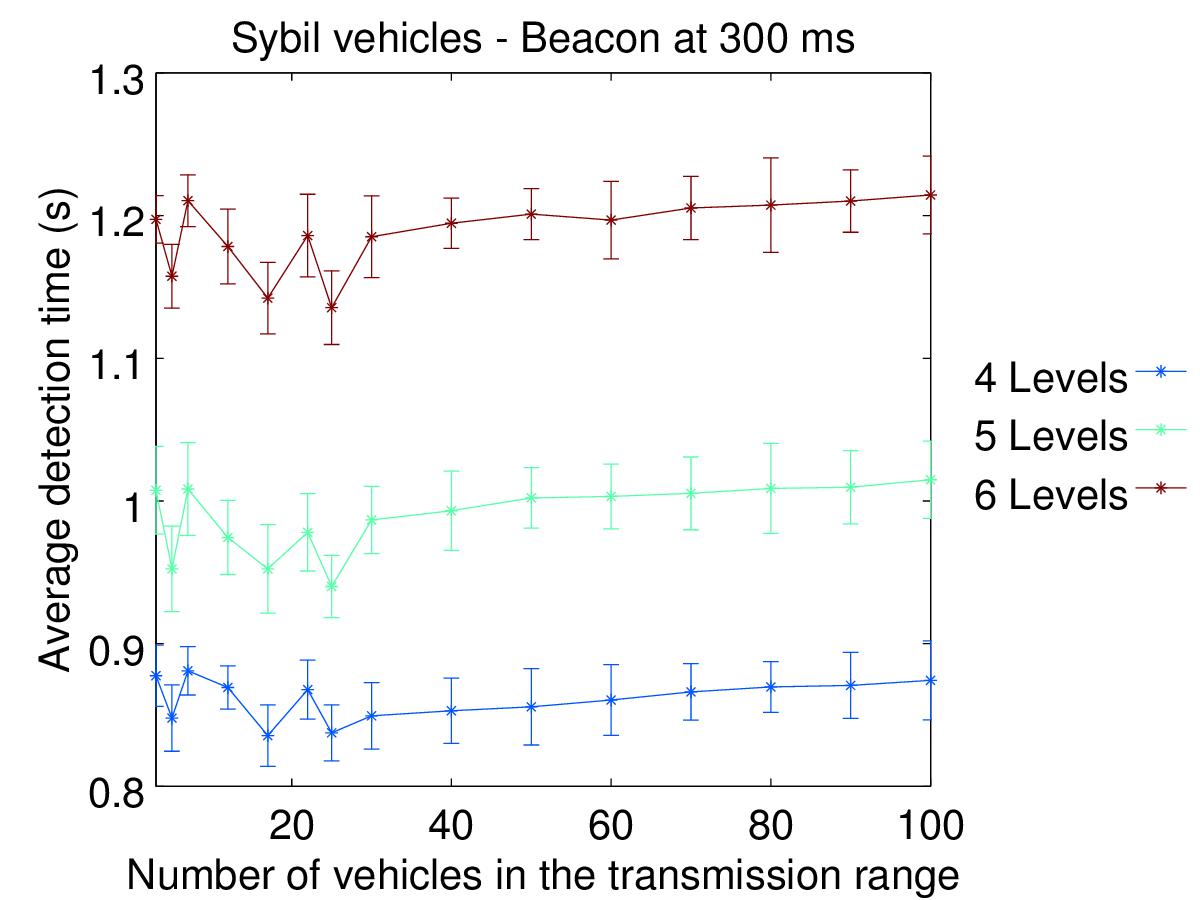 Sybil vehicles - Beacon at 300 ms
1.3
1.2
1.1
1
0.9
0.8
Average detection time (s)
20 40 60 80 100
Number of vehicles in the transmission range
4 Levels
5 Levels
6 Levels